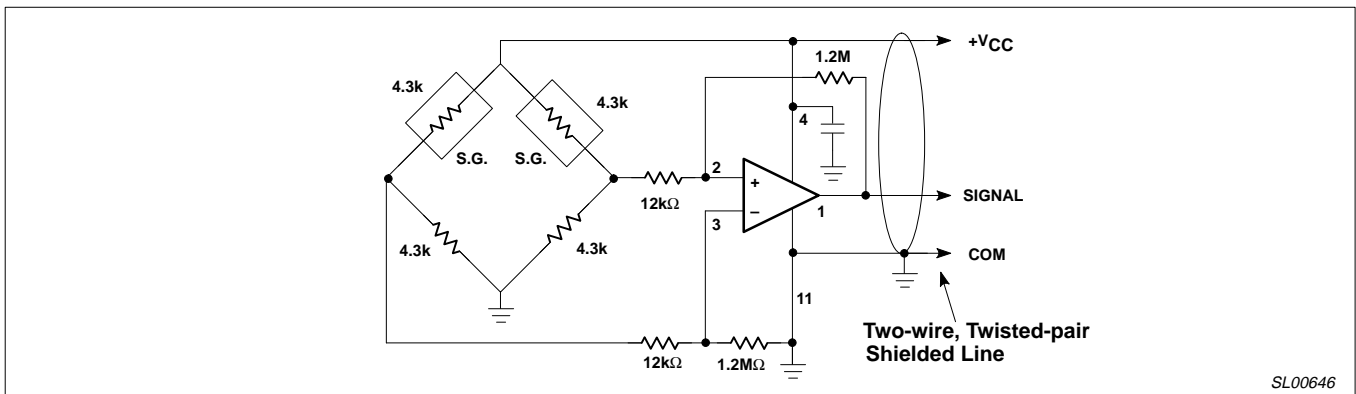 +VCC
1.2M
4.3k
4.3k
4
S.G.
S.G.
2
+
SIGNAL
12kΩ
1
3
–
4.3k
4.3k
COM
11
Two-wire, Twisted-pair
Shielded Line
12kΩ
1.2MΩ
SL00646